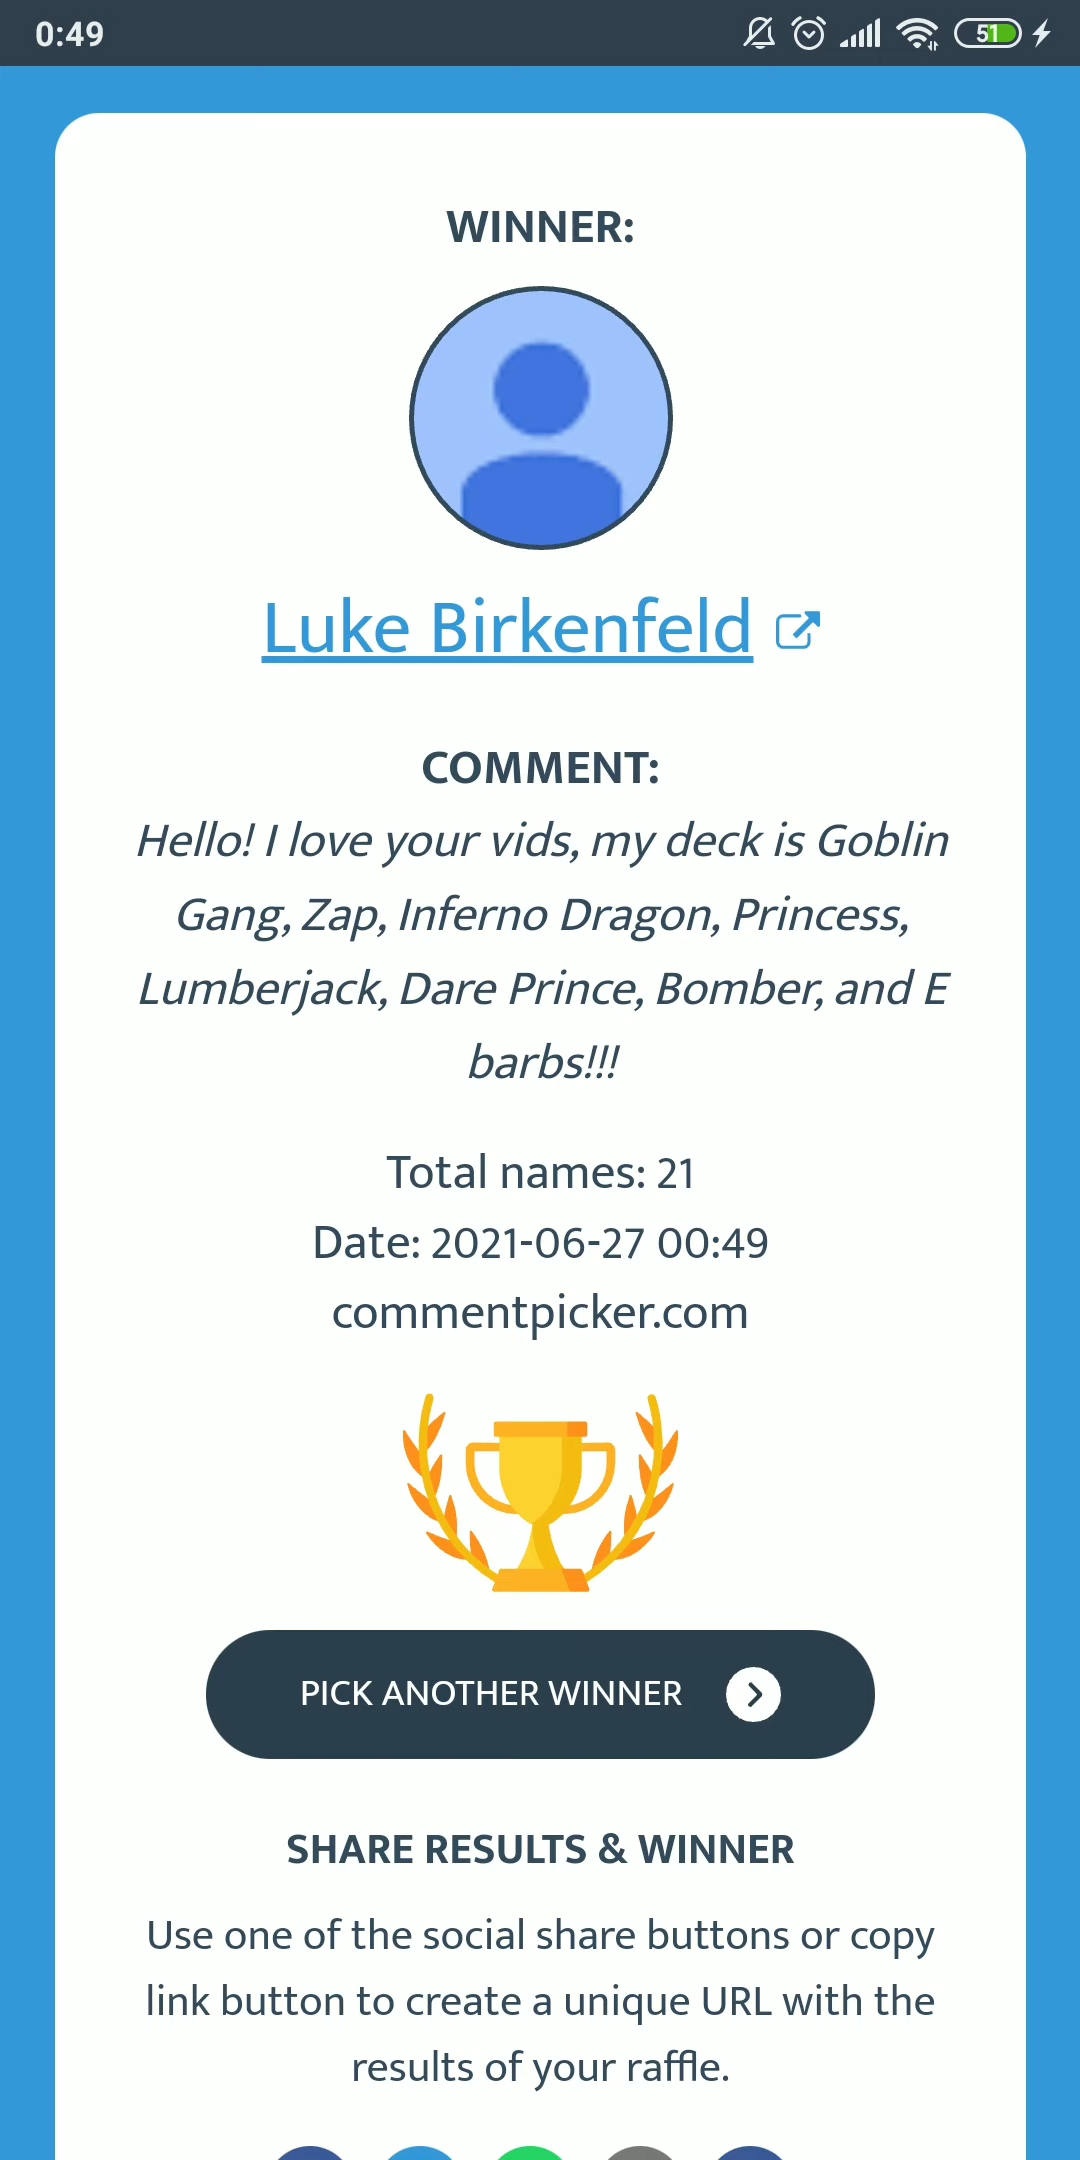 0:49
51
WINNER:
Luke Birkenfeld
COMMENT:
Hello! I love your vids, my deck is Goblin
Gang, Zap, Inferno Dragon, Princess,
Lumberjack, Dare Prince, Bomber, and E
barbs!!!
Total names: 21
Date: 2021-06-27 00:49
commentpicker.com
PICK ANOTHER WINNER
SHARE RESULTS & WINNER
Use one of the social share buttons or copy
link button to create a unique URL with the
results of your raffle.